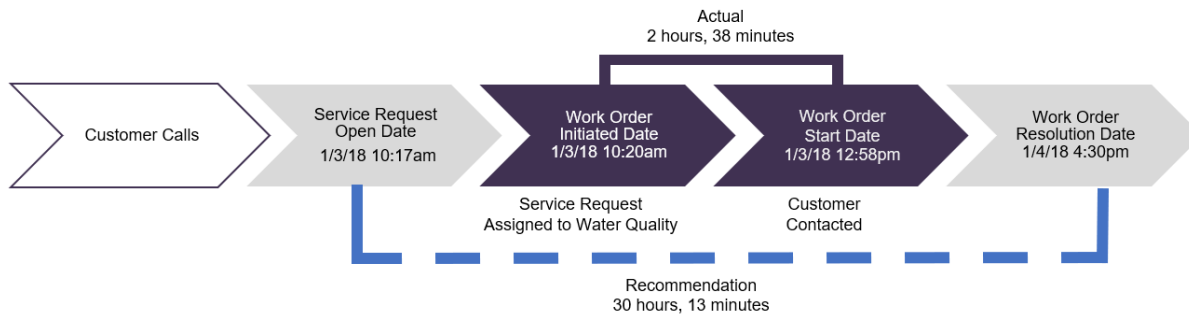 Actual
2 hours, 38 minutes
Customer Calls
Service Request
Open Date
1/3/18 10:17am
Work Order
Initiated Date
1/3/18 10:20am
Work Order
Start Date
1/3/18 12:58pm
Work Order
Resolution Date
1/4/18 4:30pm
Service Request
Assigned to Water Quality
Customer
Contacted
Recommendation
30 hours, 13 minutes